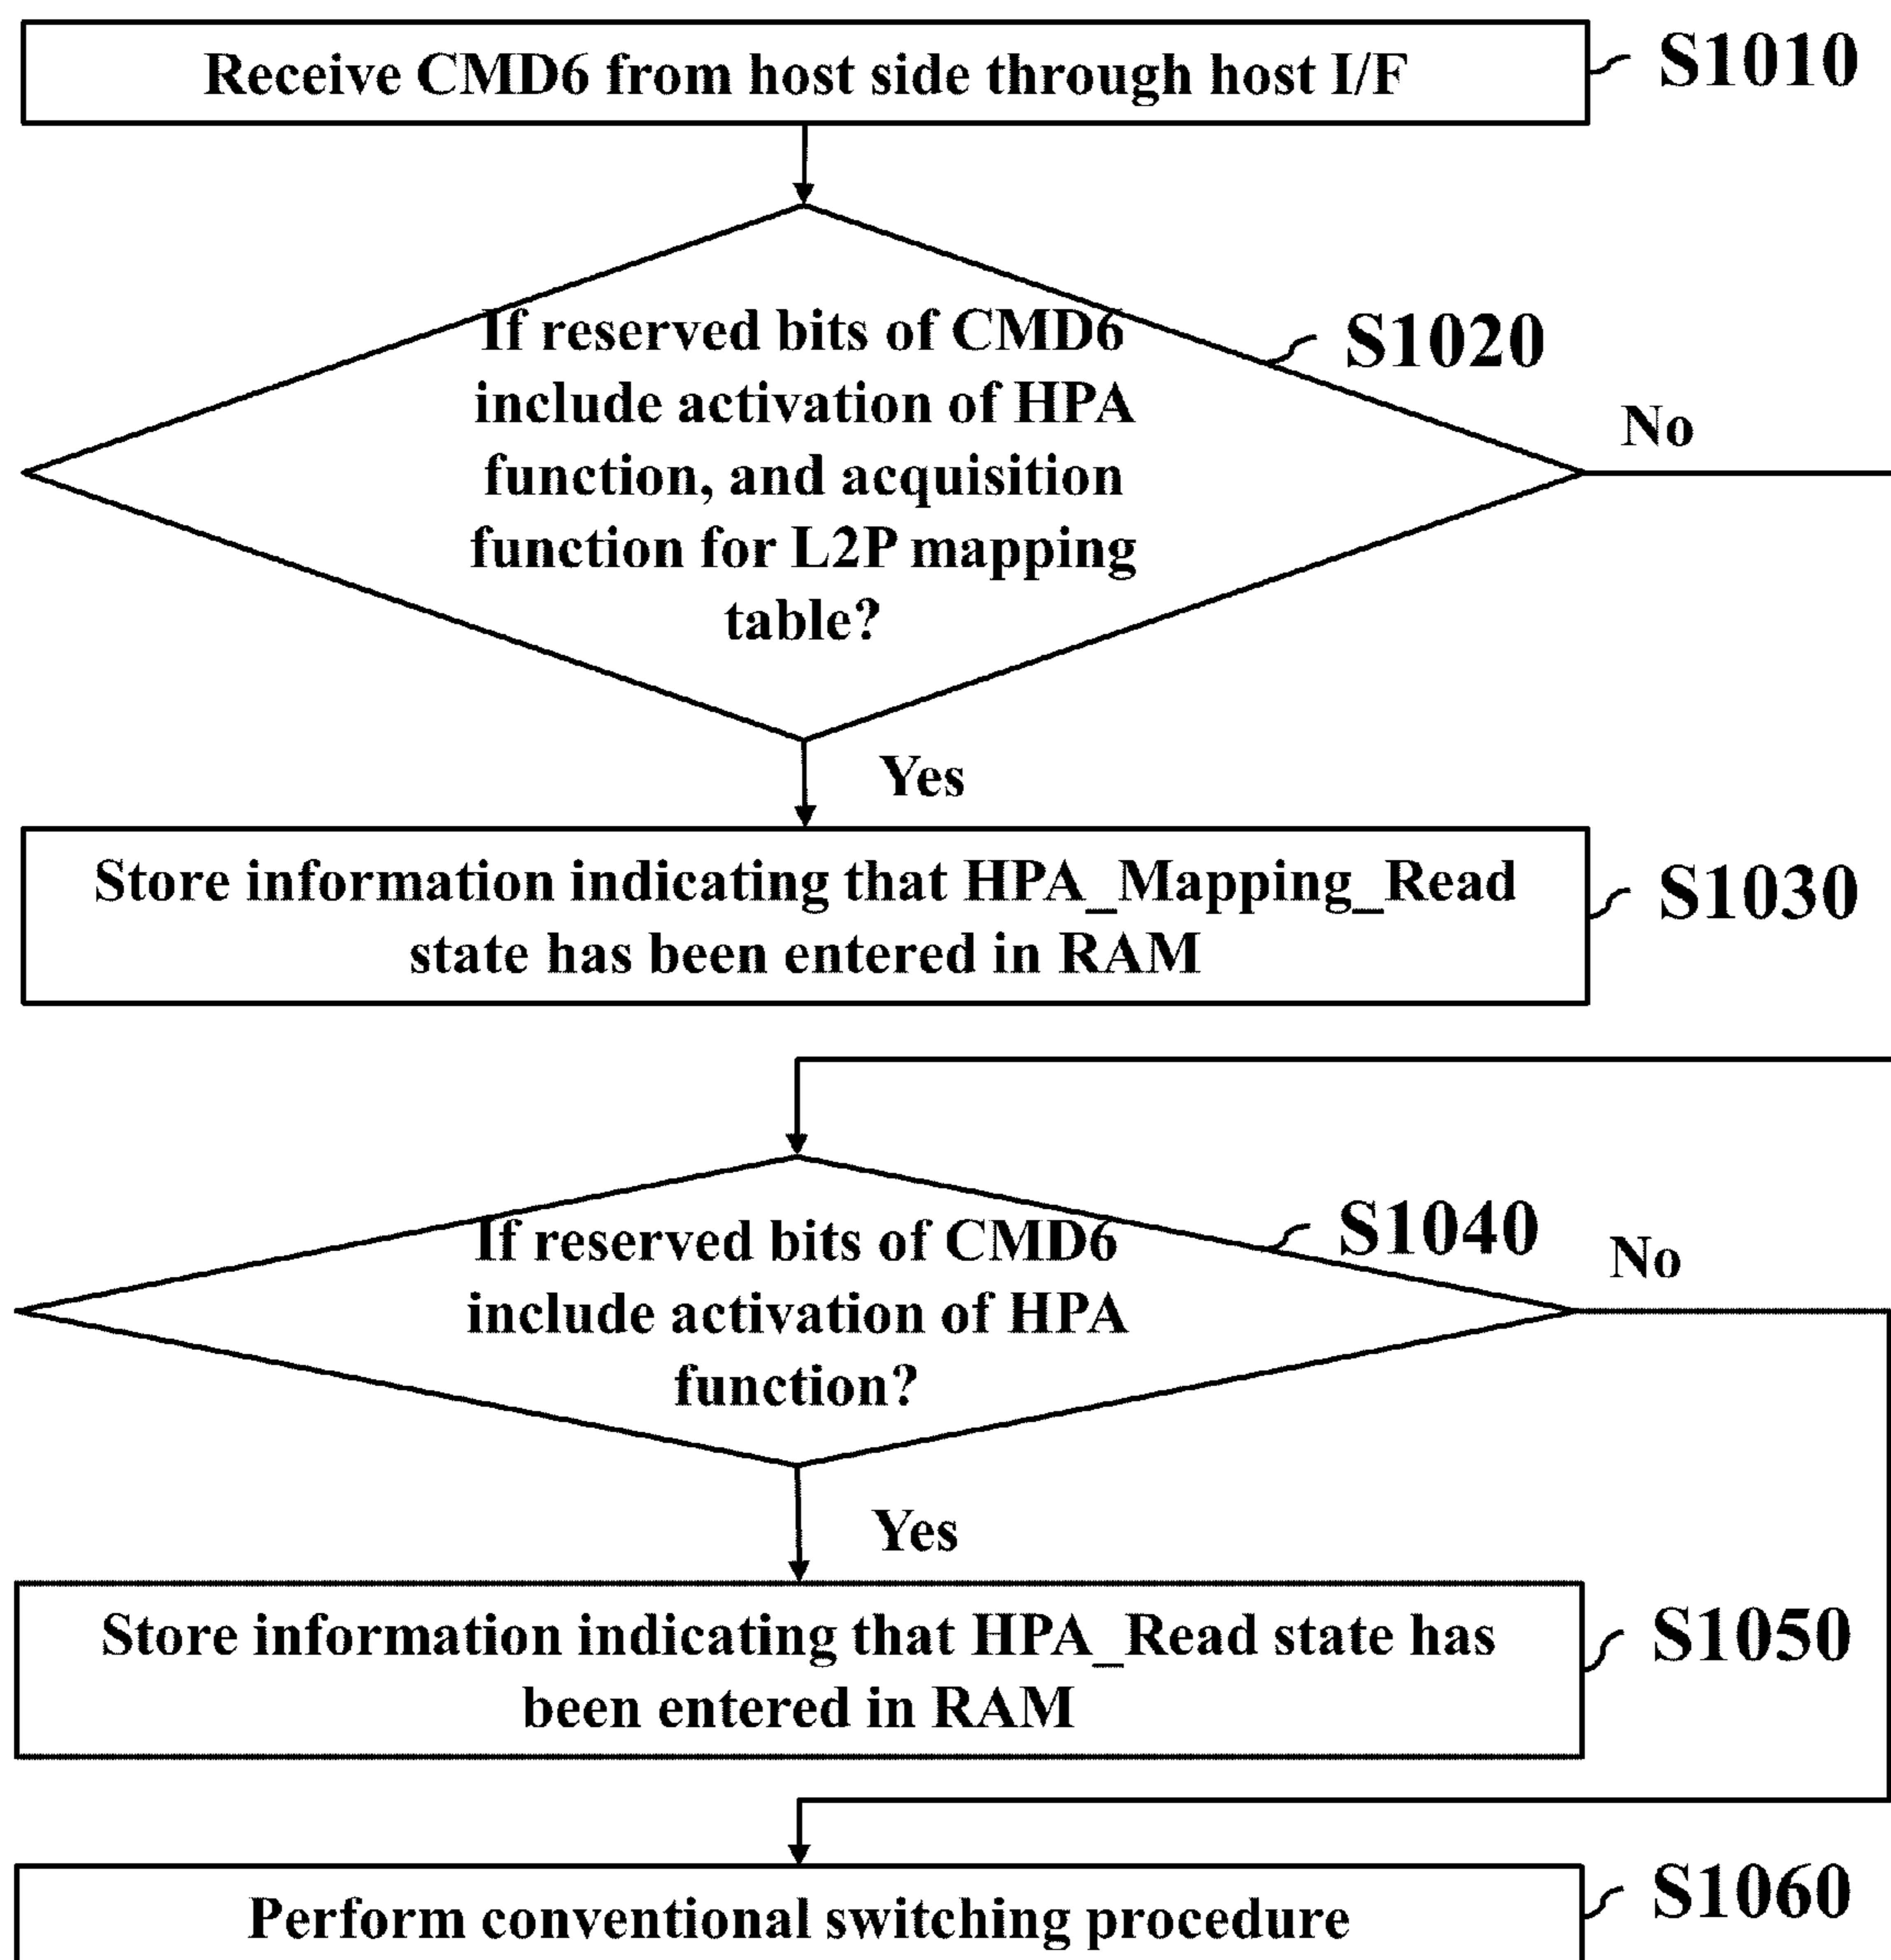 Receive CMD6 from host side through host I/F
S1010
If reserved bits of CMD6
include activation of HPA
function, and acquisition
function for L2P mapping
table?
S1020
No
Yes
Store information indicating that HPA_Mapping_Read
state has been entered in RAM
S1030
If reserved bits of CMD6
include activation of HPA
function?
S1040
No
Yes
Store information indicating that HPA_Read state has
been entered in RAM
S1050
Perform conventional switching procedure
S1060